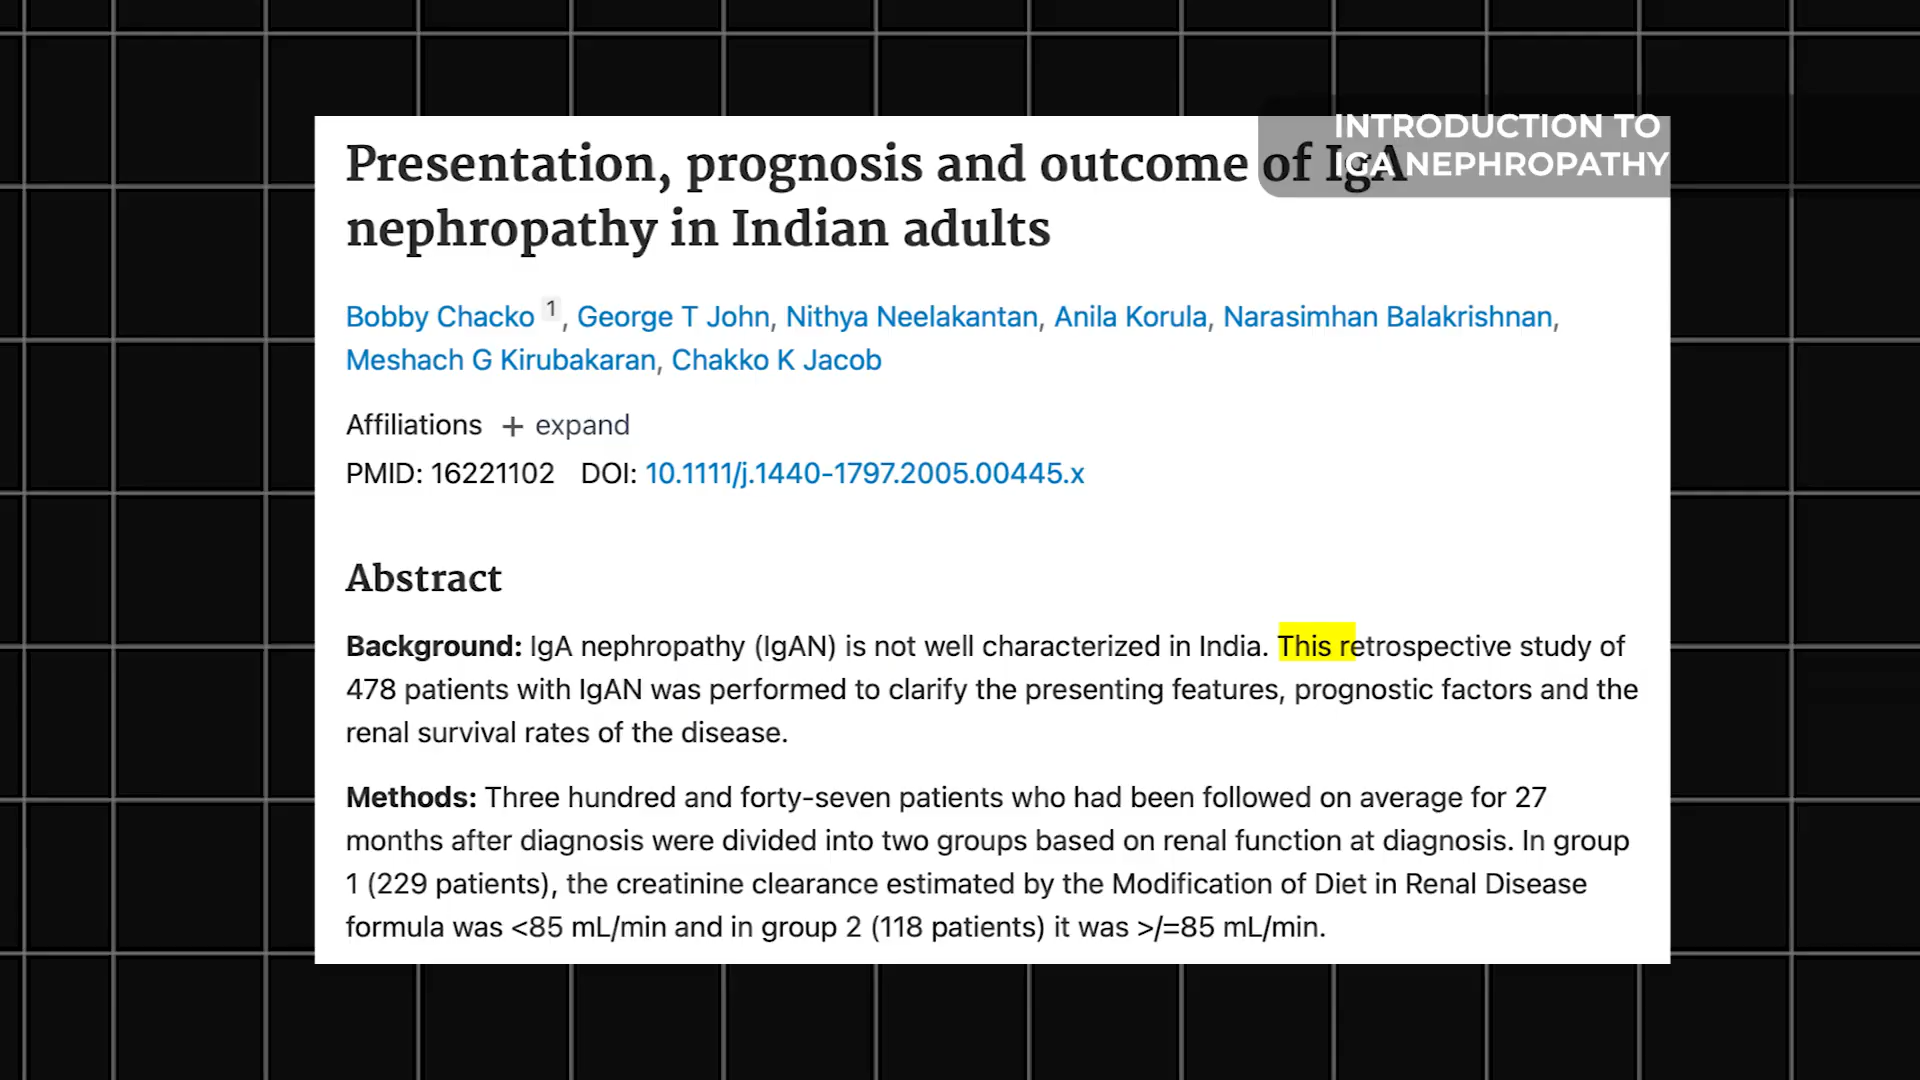 INTRODUCTION TO
IGA NEPHROPATHY
Presentation, prognosis and outcome of IgA
nephropathy in Indian adults
Bobby Chacko 1, George T John, Nithya Neelakantan, Anila Korula, Narasimhan Balakrishnan,
Meshach G Kirubakaran, Chakko K Jacob
Affiliations + expand
PMID: 16221102 DOI: 10.1111/j.1440-1797.2005.00445.x
Abstract
Background: IgA nephropathy (IgAN) is not well characterized in India. This retrospective study of
478 patients with IgAN was performed to clarify the presenting features, prognostic factors and the
renal survival rates of the disease.
Methods: Three hundred and forty-seven patients who had been followed on average for 27
months after diagnosis were divided into two groups based on renal function at diagnosis. In group
1 (229 patients), the creatinine clearance estimated by the Modification of Diet in Renal Disease
formula was <85 mL/min and in group 2 (118 patients) it was >/=85 mL/min.